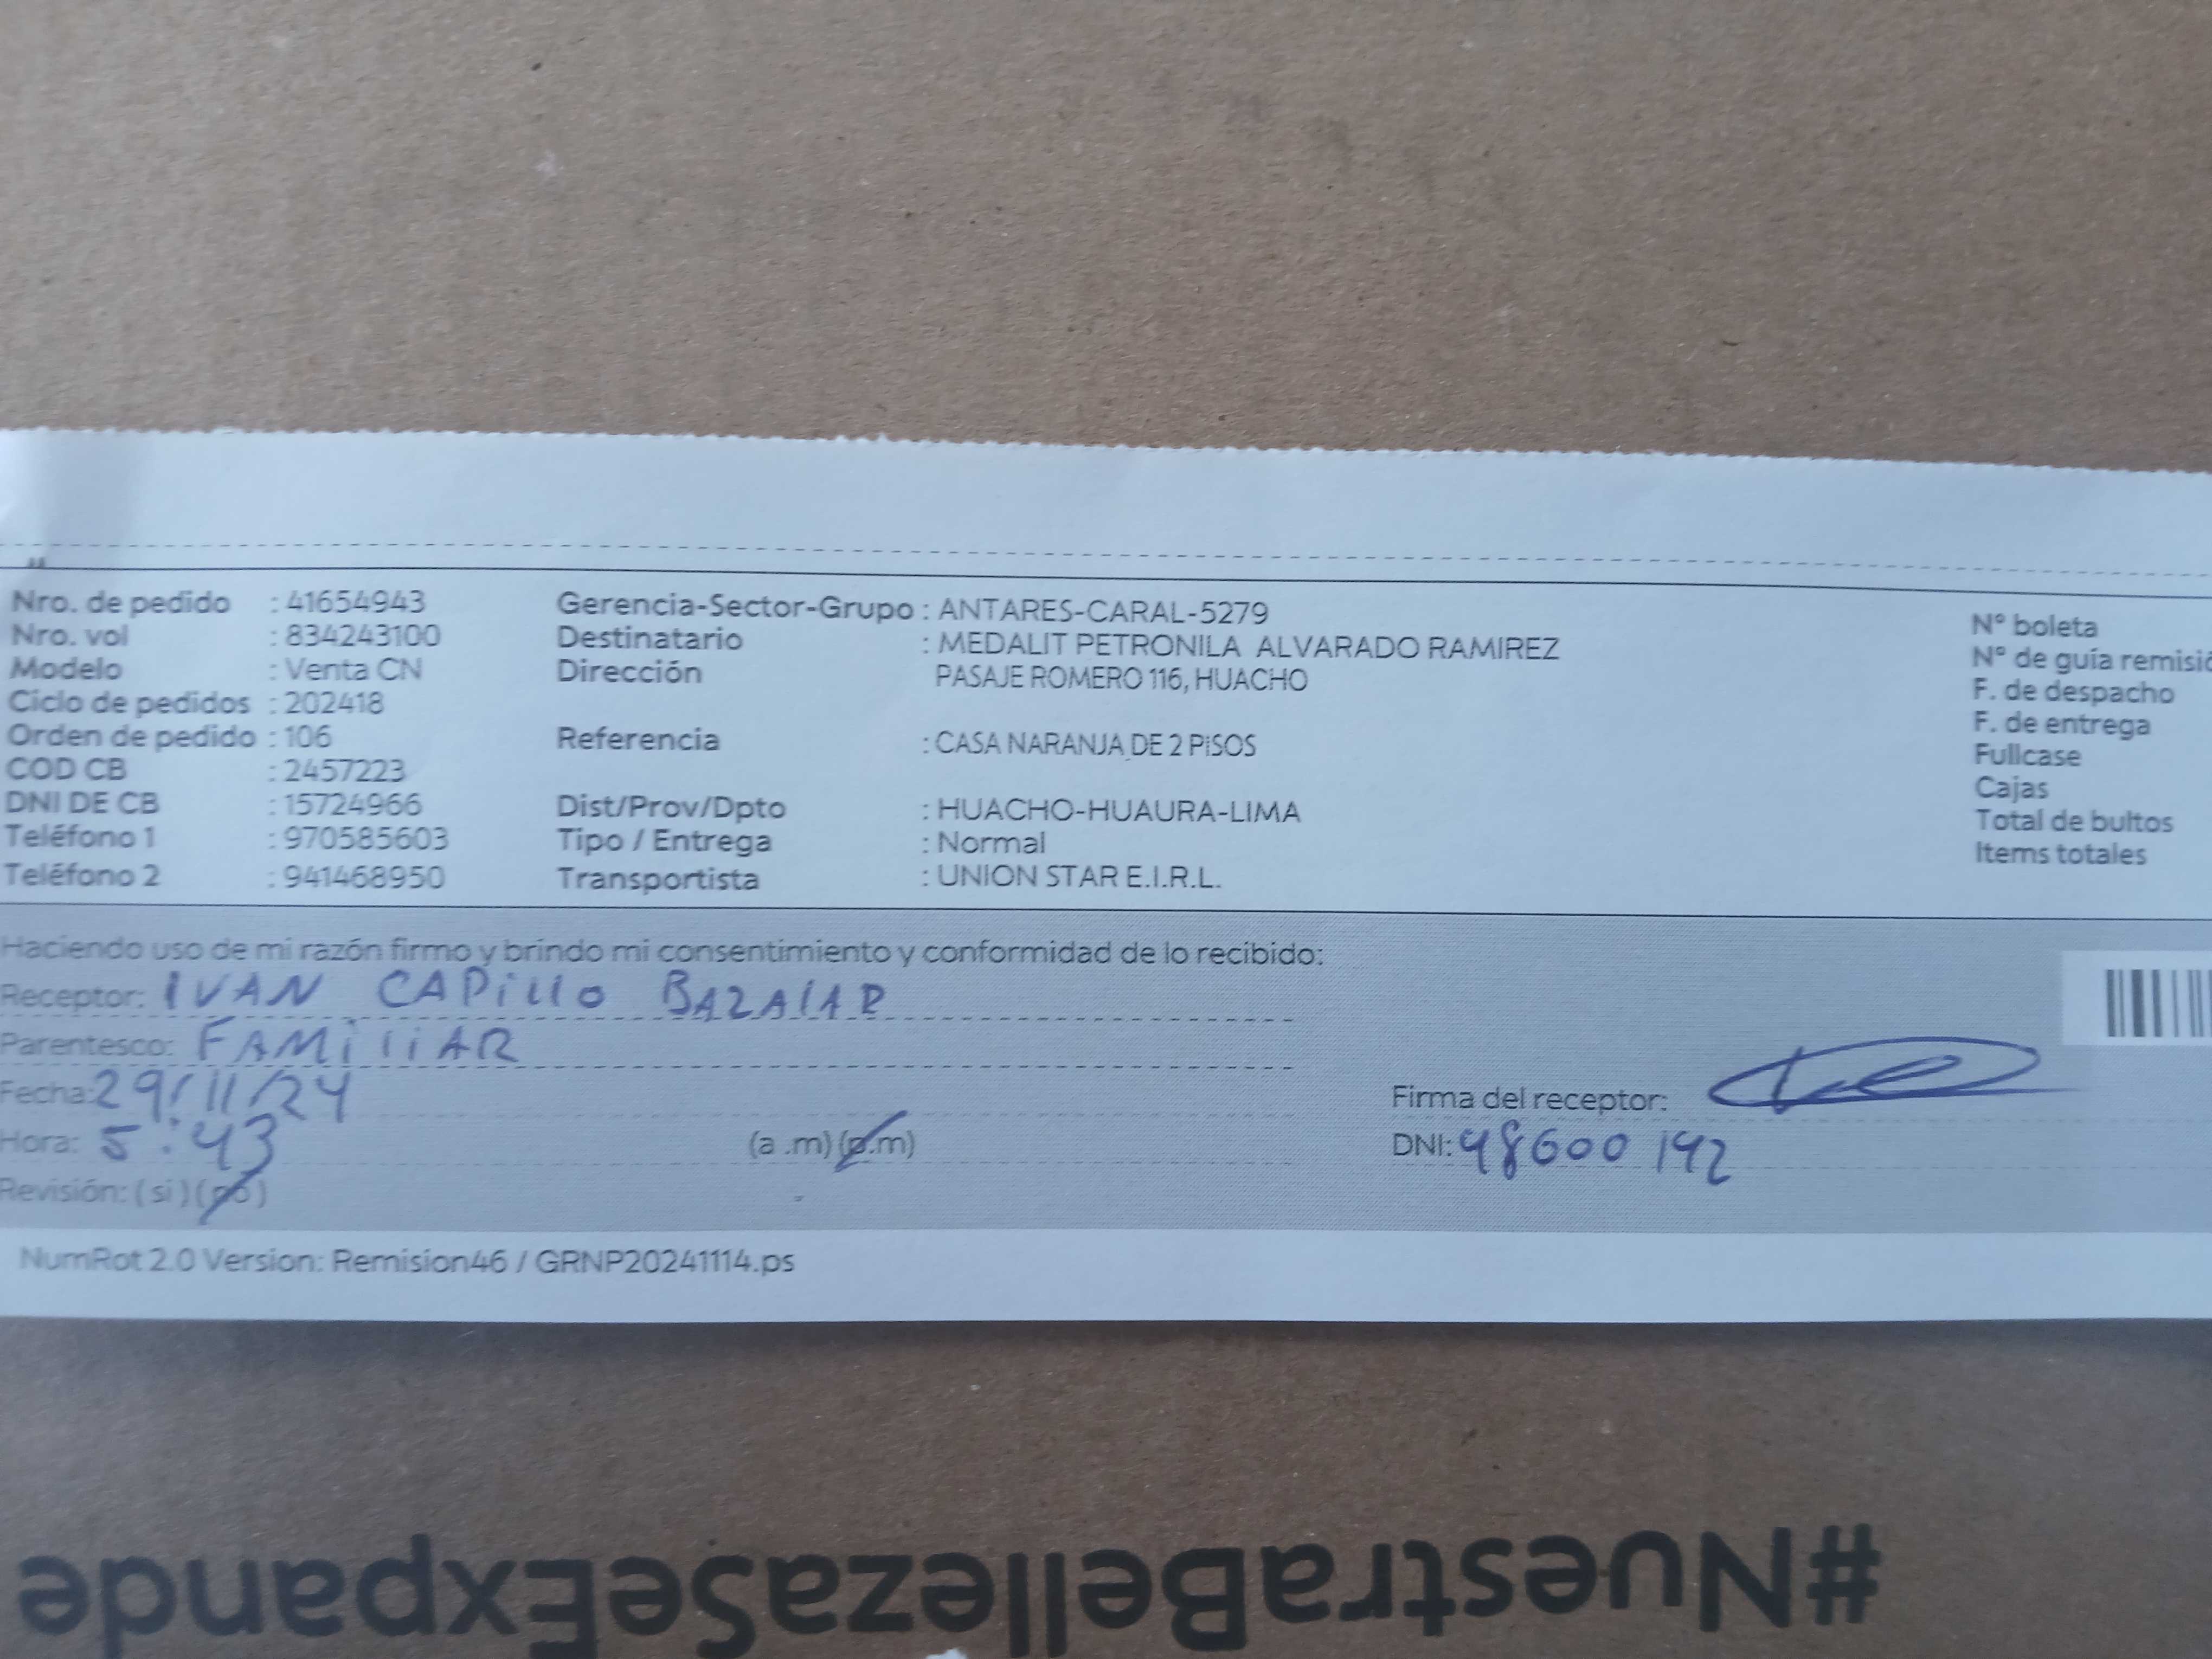 Nro. de pedido : 41654943
Nro. vol : 834243100
Modelo : Venta CN
Ciclo de pedidos : 202418
Orden de pedido : 106
COD CB : 2457223
DNI DE CB : 15724966
Teléfono 1 : 970585603
Teléfono 2 : 941468950
Gerencia-Sector-Grupo : ANTARES-CARAL-5279
Destinatario : MEDALIT PETRONILA ALVARADO RAMIREZ
Dirección PASAJE ROMERO 116, HUACHO
Referencia : CASA NARANJA DE 2 PISOS
Dist/Prov/Dpto : HUACHO-HUAURA-LIMA
Tipo / Entrega : Normal
Transportista : UNION STAR E.I.R.L.
N° boleta
N° de guía remisió
F. de despacho
F. de entrega
Fullcase
Cajas
Total de bultos
Items totales
Haciendo uso de mi razón firmo y brindo mi consentimiento y conformidad de lo recibido:
Receptor: IVAN CAPillo BAZAlAR
Parentesco: FAMiliAR
Fecha: 29/11/24
Hora: 5:43 (a .m) (p.m)
Revisión: ( si ) ( no )
Firma del receptor:
DNI: 48600142
NumRot 2.0 Version: Remision46 / GRNP20241114.ps
#NuestraBellezaSeExpande